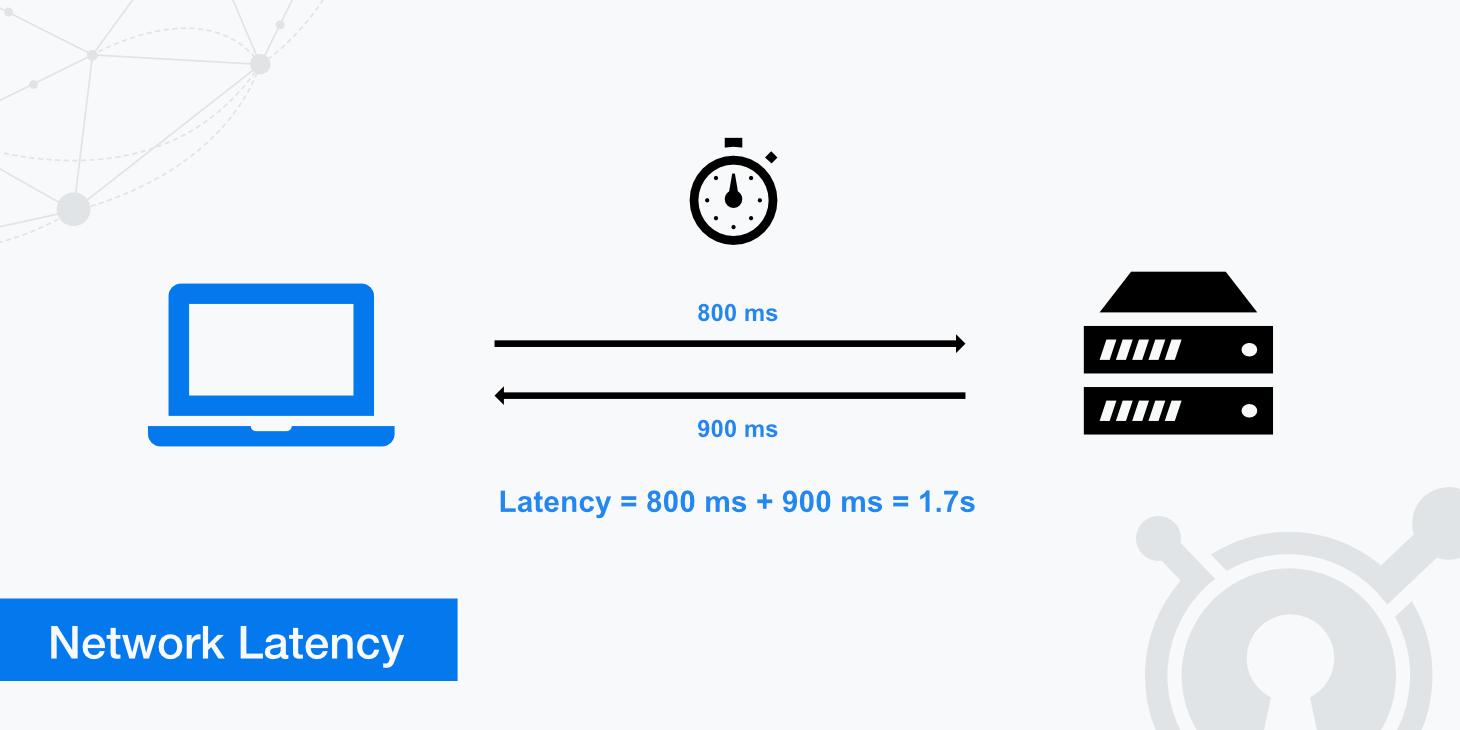 800 ms
900 ms
Latency = 800 ms + 900 ms = 1.7s
Network Latency